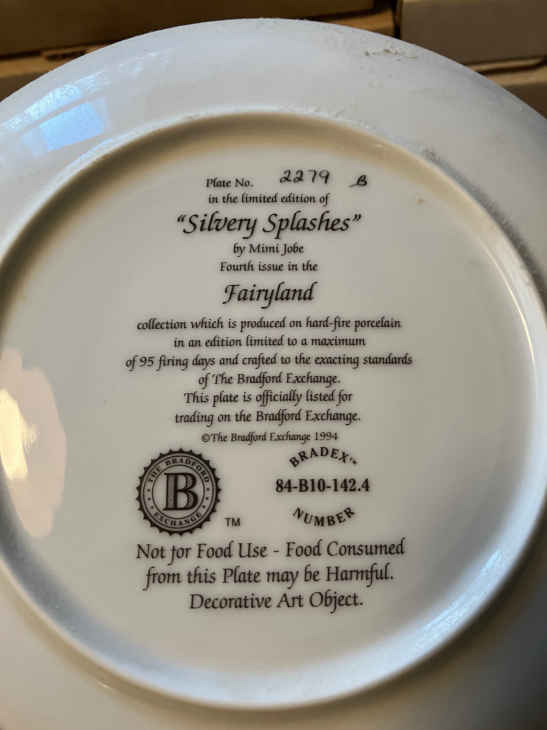 Plate No. 2279 B
in the limited edition of
"Silvery Splashes"
by Mimi Jobe
Fourth issue in the
Fairyland
collection which is produced on hard-fire porcelain
in an edition limited to a maximum
of 95 firing days and crafted to the exacting standards
of The Bradford Exchange.
This plate is officially listed for
trading on the Bradford Exchange.
©The Bradford Exchange 1994
THE BRADFORD
B
EXCHANGE
TM
BRADEX™
84-B10-142.4
NUMBER
Not for Food Use - Food Consumed
from this Plate may be Harmful.
Decorative Art Object.